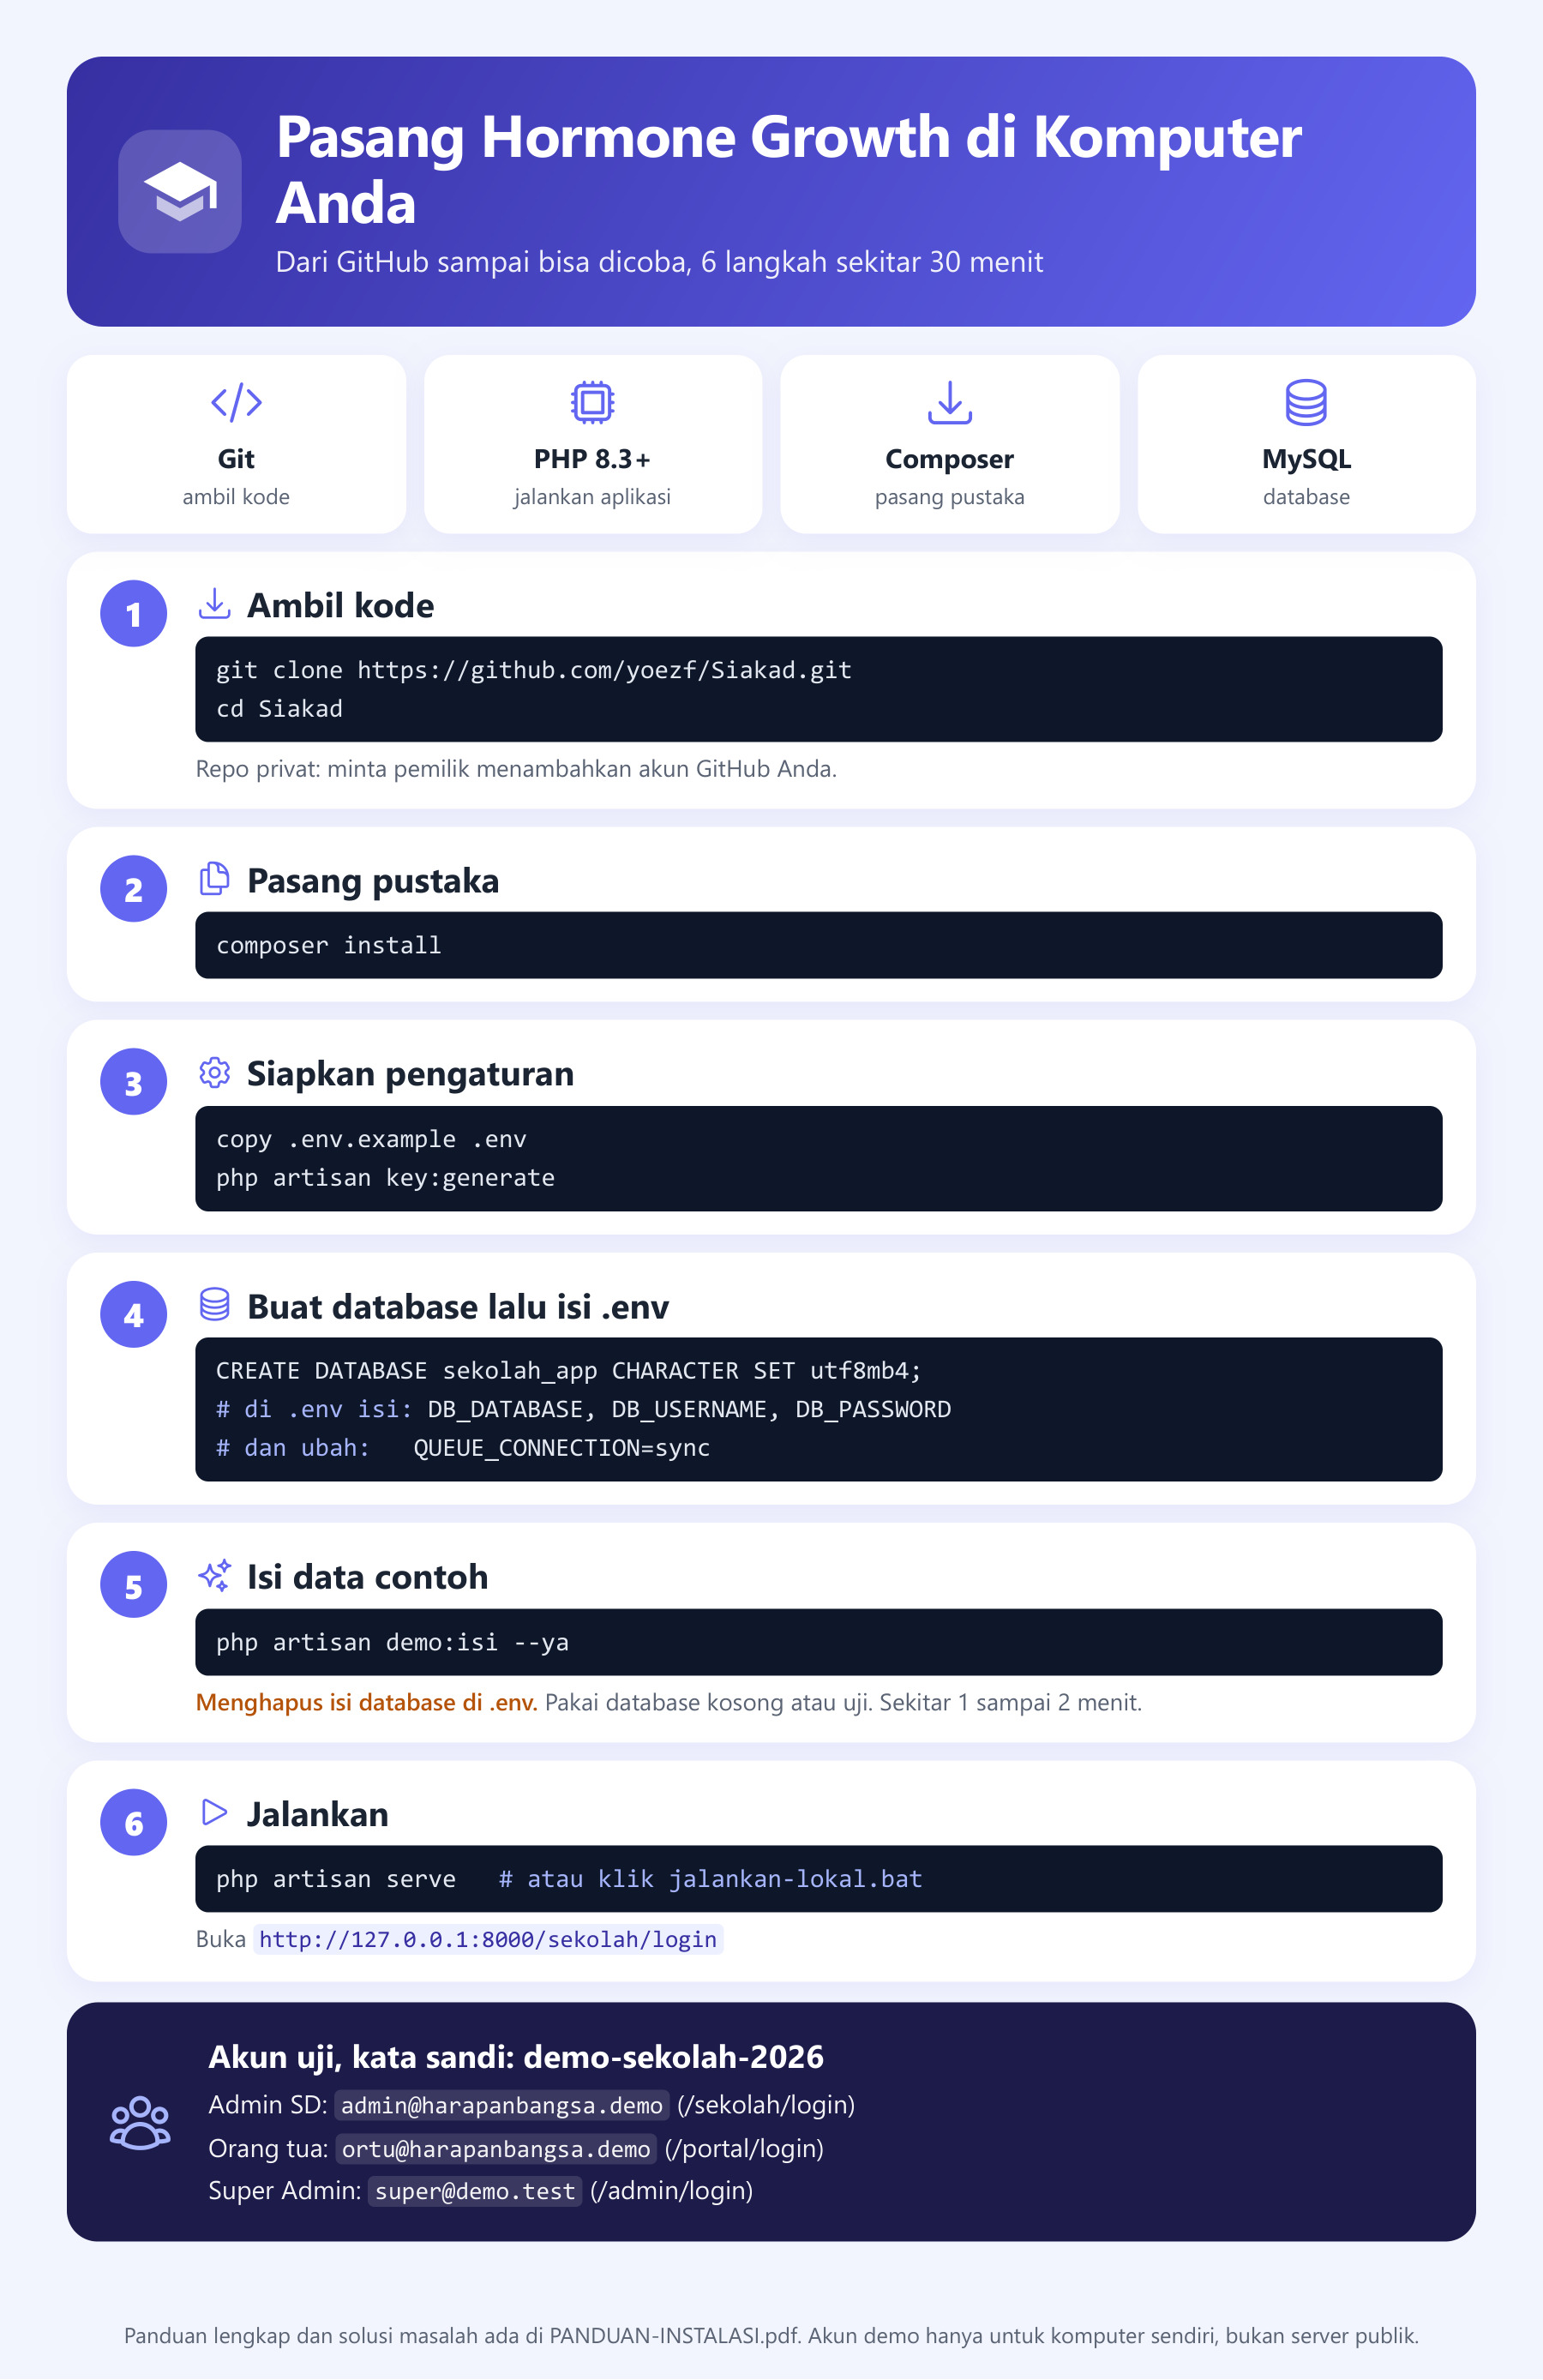 Pasang Hormone Growth di Komputer
Anda
Dari GitHub sampai bisa dicoba, 6 langkah sekitar 30 menit
Git
ambil kode
PHP 8.3+
jalankan aplikasi
Composer
pasang pustaka
MySQL
database
1
Ambil kode
git clone https://github.com/yoezf/Siakad.git
cd Siakad
Repo privat: minta pemilik menambahkan akun GitHub Anda.
2
Pasang pustaka
composer install
3
Siapkan pengaturan
copy .env.example .env
php artisan key:generate
4
Buat database lalu isi .env
CREATE DATABASE sekolah_app CHARACTER SET utf8mb4;
# di .env isi: DB_DATABASE, DB_USERNAME, DB_PASSWORD
# dan ubah:   QUEUE_CONNECTION=sync
5
Isi data contoh
php artisan demo:isi --ya
Menghapus isi database di .env. Pakai database kosong atau uji. Sekitar 1 sampai 2 menit.
6
Jalankan
php artisan serve   # atau klik jalankan-lokal.bat
Buka http://127.0.0.1:8000/sekolah/login
Akun uji, kata sandi: demo-sekolah-2026
Admin SD: admin@harapanbangsa.demo (/sekolah/login)
Orang tua: ortu@harapanbangsa.demo (/portal/login)
Super Admin: super@demo.test (/admin/login)
Panduan lengkap dan solusi masalah ada di PANDUAN-INSTALASI.pdf. Akun demo hanya untuk komputer sendiri, bukan server publik.